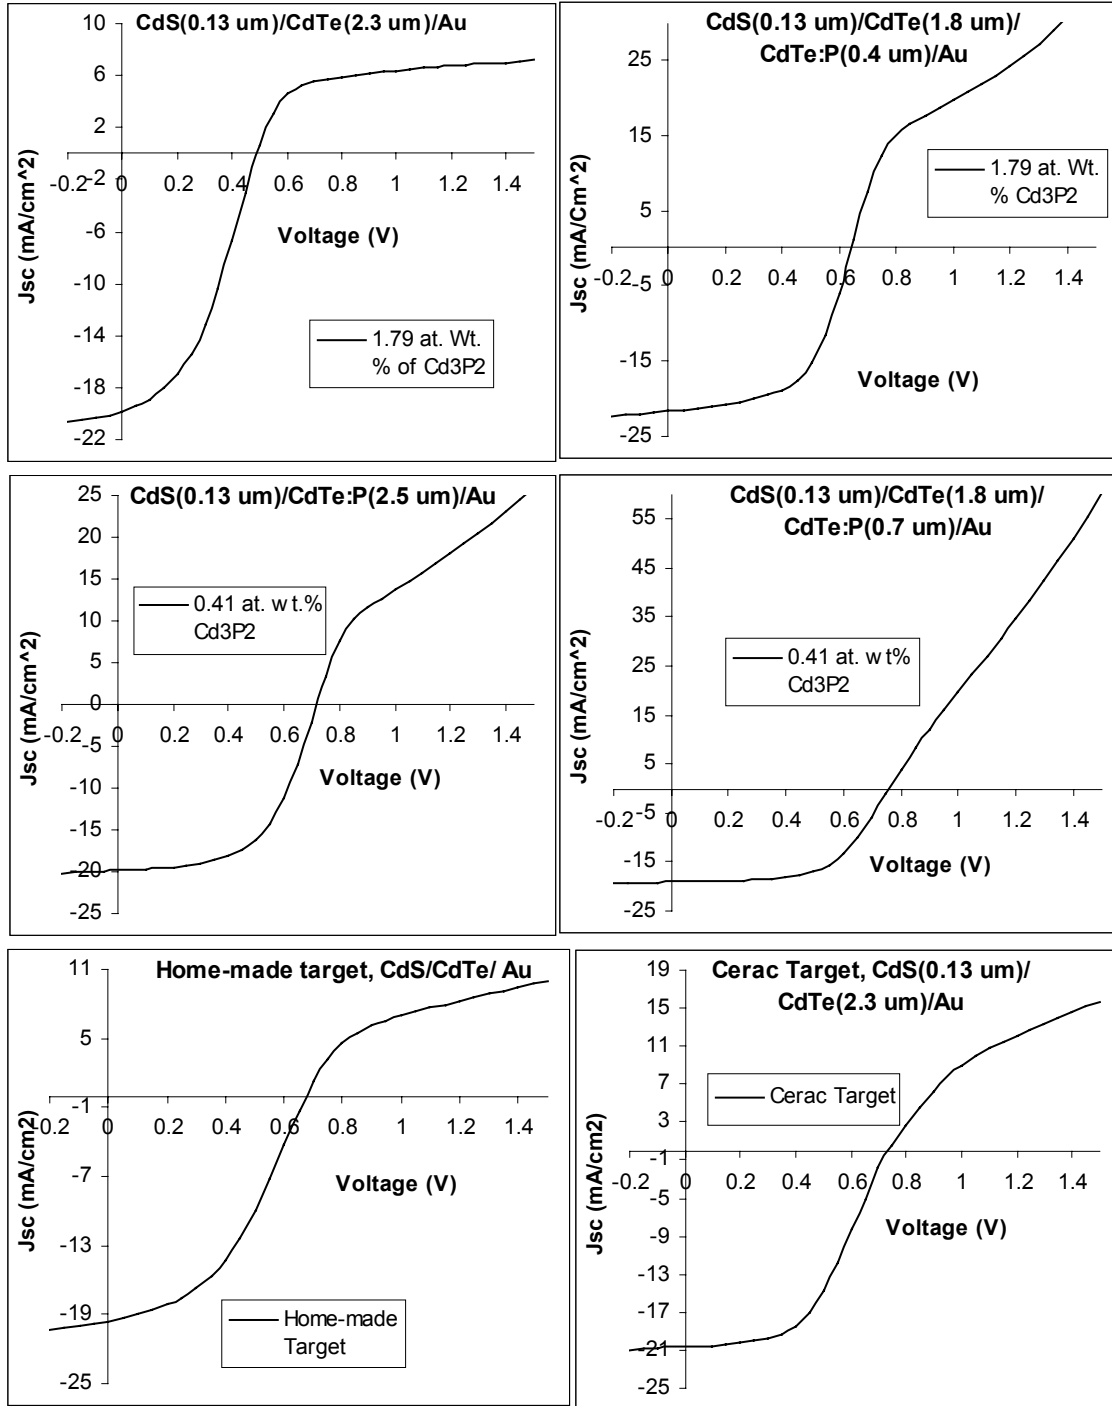 CdS(0.13 um)/CdTe(2.3 um)/Au
10
6
2
-2
-6
-10
-14
-18
-22
-0.2 0 0.2 0.4 0.6 0.8 1 1.2 1.4
Jsc (mA/cm^2)
Voltage (V)
1.79 at. Wt.
% of Cd3P2
CdS(0.13 um)/CdTe(1.8 um)/
CdTe:P(0.4 um)/Au
25
15
5
-5
-15
-25
-0.2 0 0.2 0.4 0.6 0.8 1 1.2 1.4
Jsc (mA/Cm^2)
Voltage (V)
1.79 at. Wt.
% Cd3P2
CdS(0.13 um)/CdTe:P(2.5 um)/Au
25
20
15
10
5
0
-5
-10
-15
-20
-25
-0.2 0 0.2 0.4 0.6 0.8 1 1.2 1.4
Jsc (mA/cm^2)
Voltage (V)
0.41 at. wt.%
Cd3P2
CdS(0.13 um)/CdTe(1.8 um)/
CdTe:P(0.7 um)/Au
55
45
35
25
15
5
-5
-15
-25
-0.2 0 0.2 0.4 0.6 0.8 1 1.2 1.4
Jsc (mA/cm^2)
Voltage (V)
0.41 at. wt%
Cd3P2
Home-made target, CdS/CdTe/ Au
11
5
-1
-7
-13
-19
-25
-0.2 0 0.2 0.4 0.6 0.8 1 1.2 1.4
Jsc (mA/cm2)
Voltage (V)
Home-made
Target
Cerac Target, CdS(0.13 um)/
CdTe(2.3 um)/Au
19
15
11
7
3
-1
-5
-9
-13
-17
-21
-25
-0.2 0 0.2 0.4 0.6 0.8 1 1.2 1.4
Jsc (mA/cm2)
Voltage (V)
Cerac Target